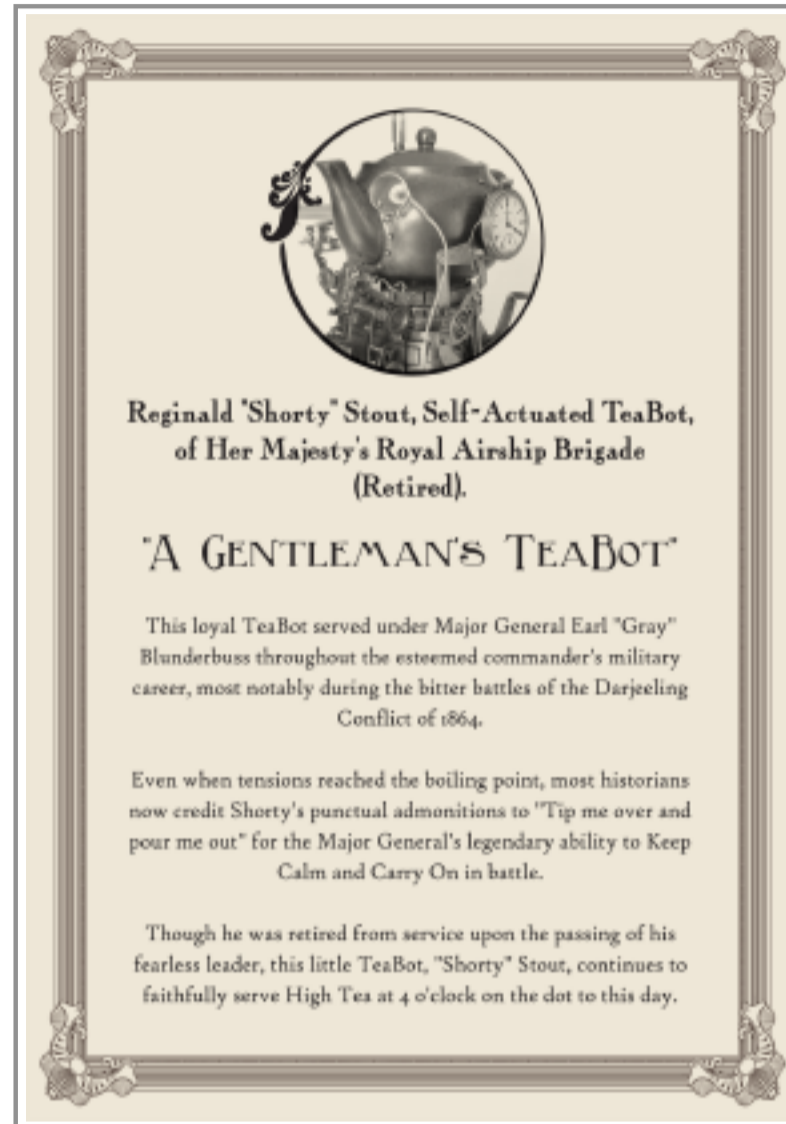 Reginald "Shorty" Stout, Self-Actuated TeaBot,
of Her Majesty's Royal Airship Brigade
(Retired).
"A Gentleman's TeaBot"
This loyal TeaBot served under Major General Earl "Gray"
Blunderbuss throughout the esteemed commander's military
career, most notably during the bitter battles of the Darjeeling
Conflict of 1864.
Even when tensions reached the boiling point, most historians
now credit Shorty's punctual admonitions to "Tip me over and
pour me out" for the Major General's legendary ability to Keep
Calm and Carry On in battle.
Though he was retired from service upon the passing of his
fearless leader, this little TeaBot, "Shorty" Stout, continues to
faithfully serve High Tea at 4 o'clock on the dot to this day.